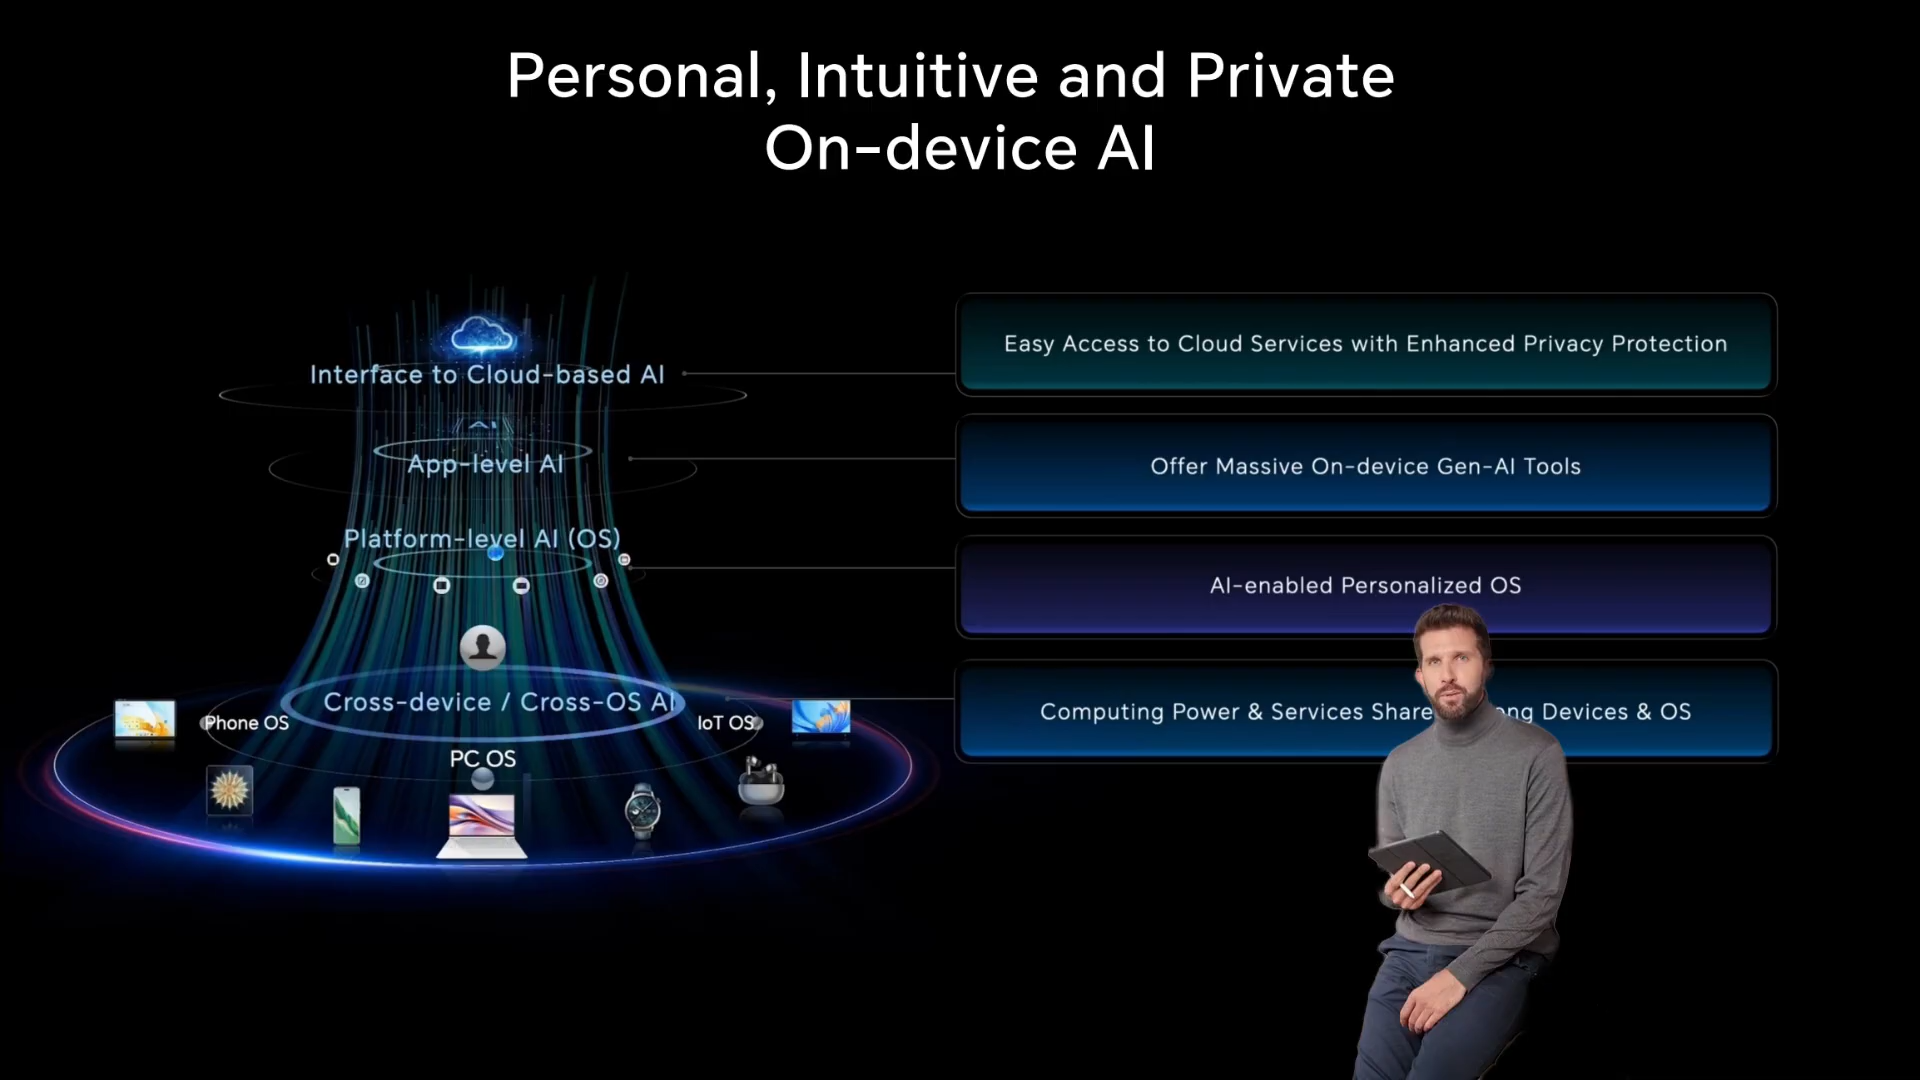 Personal, Intuitive and Private
On-device AI
Interface to Cloud-based AI
Easy Access to Cloud Services with Enhanced Privacy Protection
AI
App-level AI
Offer Massive On-device Gen-AI Tools
Platform-level AI (OS)
AI-enabled Personalized OS
Cross-device / Cross-OS AI
Computing Power & Services Devices & OS
Phone OS
IoT OS
PC OS